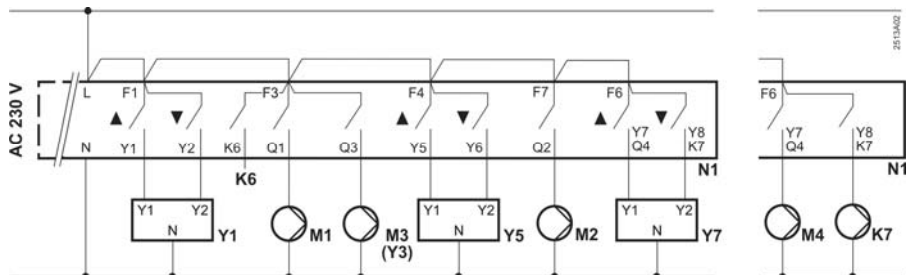 2513A02
AC 230 V
L F1 F3 F4 F7 F6 F6
▲ ▼ ▲ ▼ ▲ ▼
Y7 Y8 Y7 Y8
N Y1 Y2 K6 Q1 Q3 Y5 Y6 Q2 Q4 K7 Q4 K7
K6 N1 N1
Y1 Y2 Y1 Y2 Y1 Y2
N Y1 M1 M3 N Y5 M2 N Y7 M4 K7
(Y3)